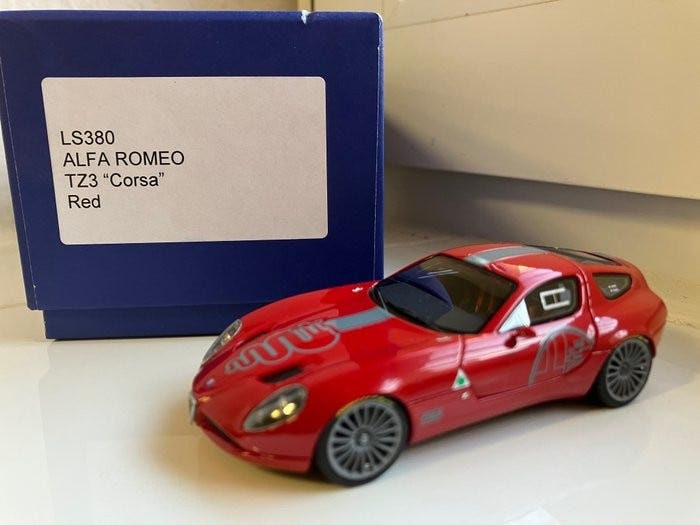 LS380
ALFA ROMEO
TZ3 “Corsa”
Red